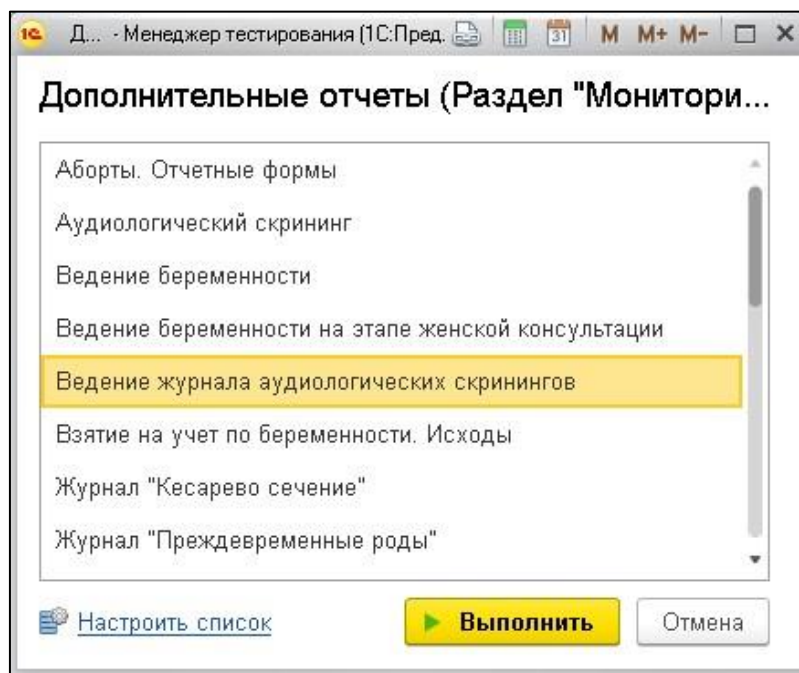 1С Д... - Менеджер тестирования (1С:Пред. 31 M M+ M-
Дополнительные отчеты (Раздел "Монитори...
Аборты. Отчетные формы
Аудиологический скрининг
Ведение беременности
Ведение беременности на этапе женской консультации
Ведение журнала аудиологических скринингов
Взятие на учет по беременности. Исходы
Журнал "Кесарево сечение"
Журнал "Преждевременные роды"
Настроить список Выполнить Отмена